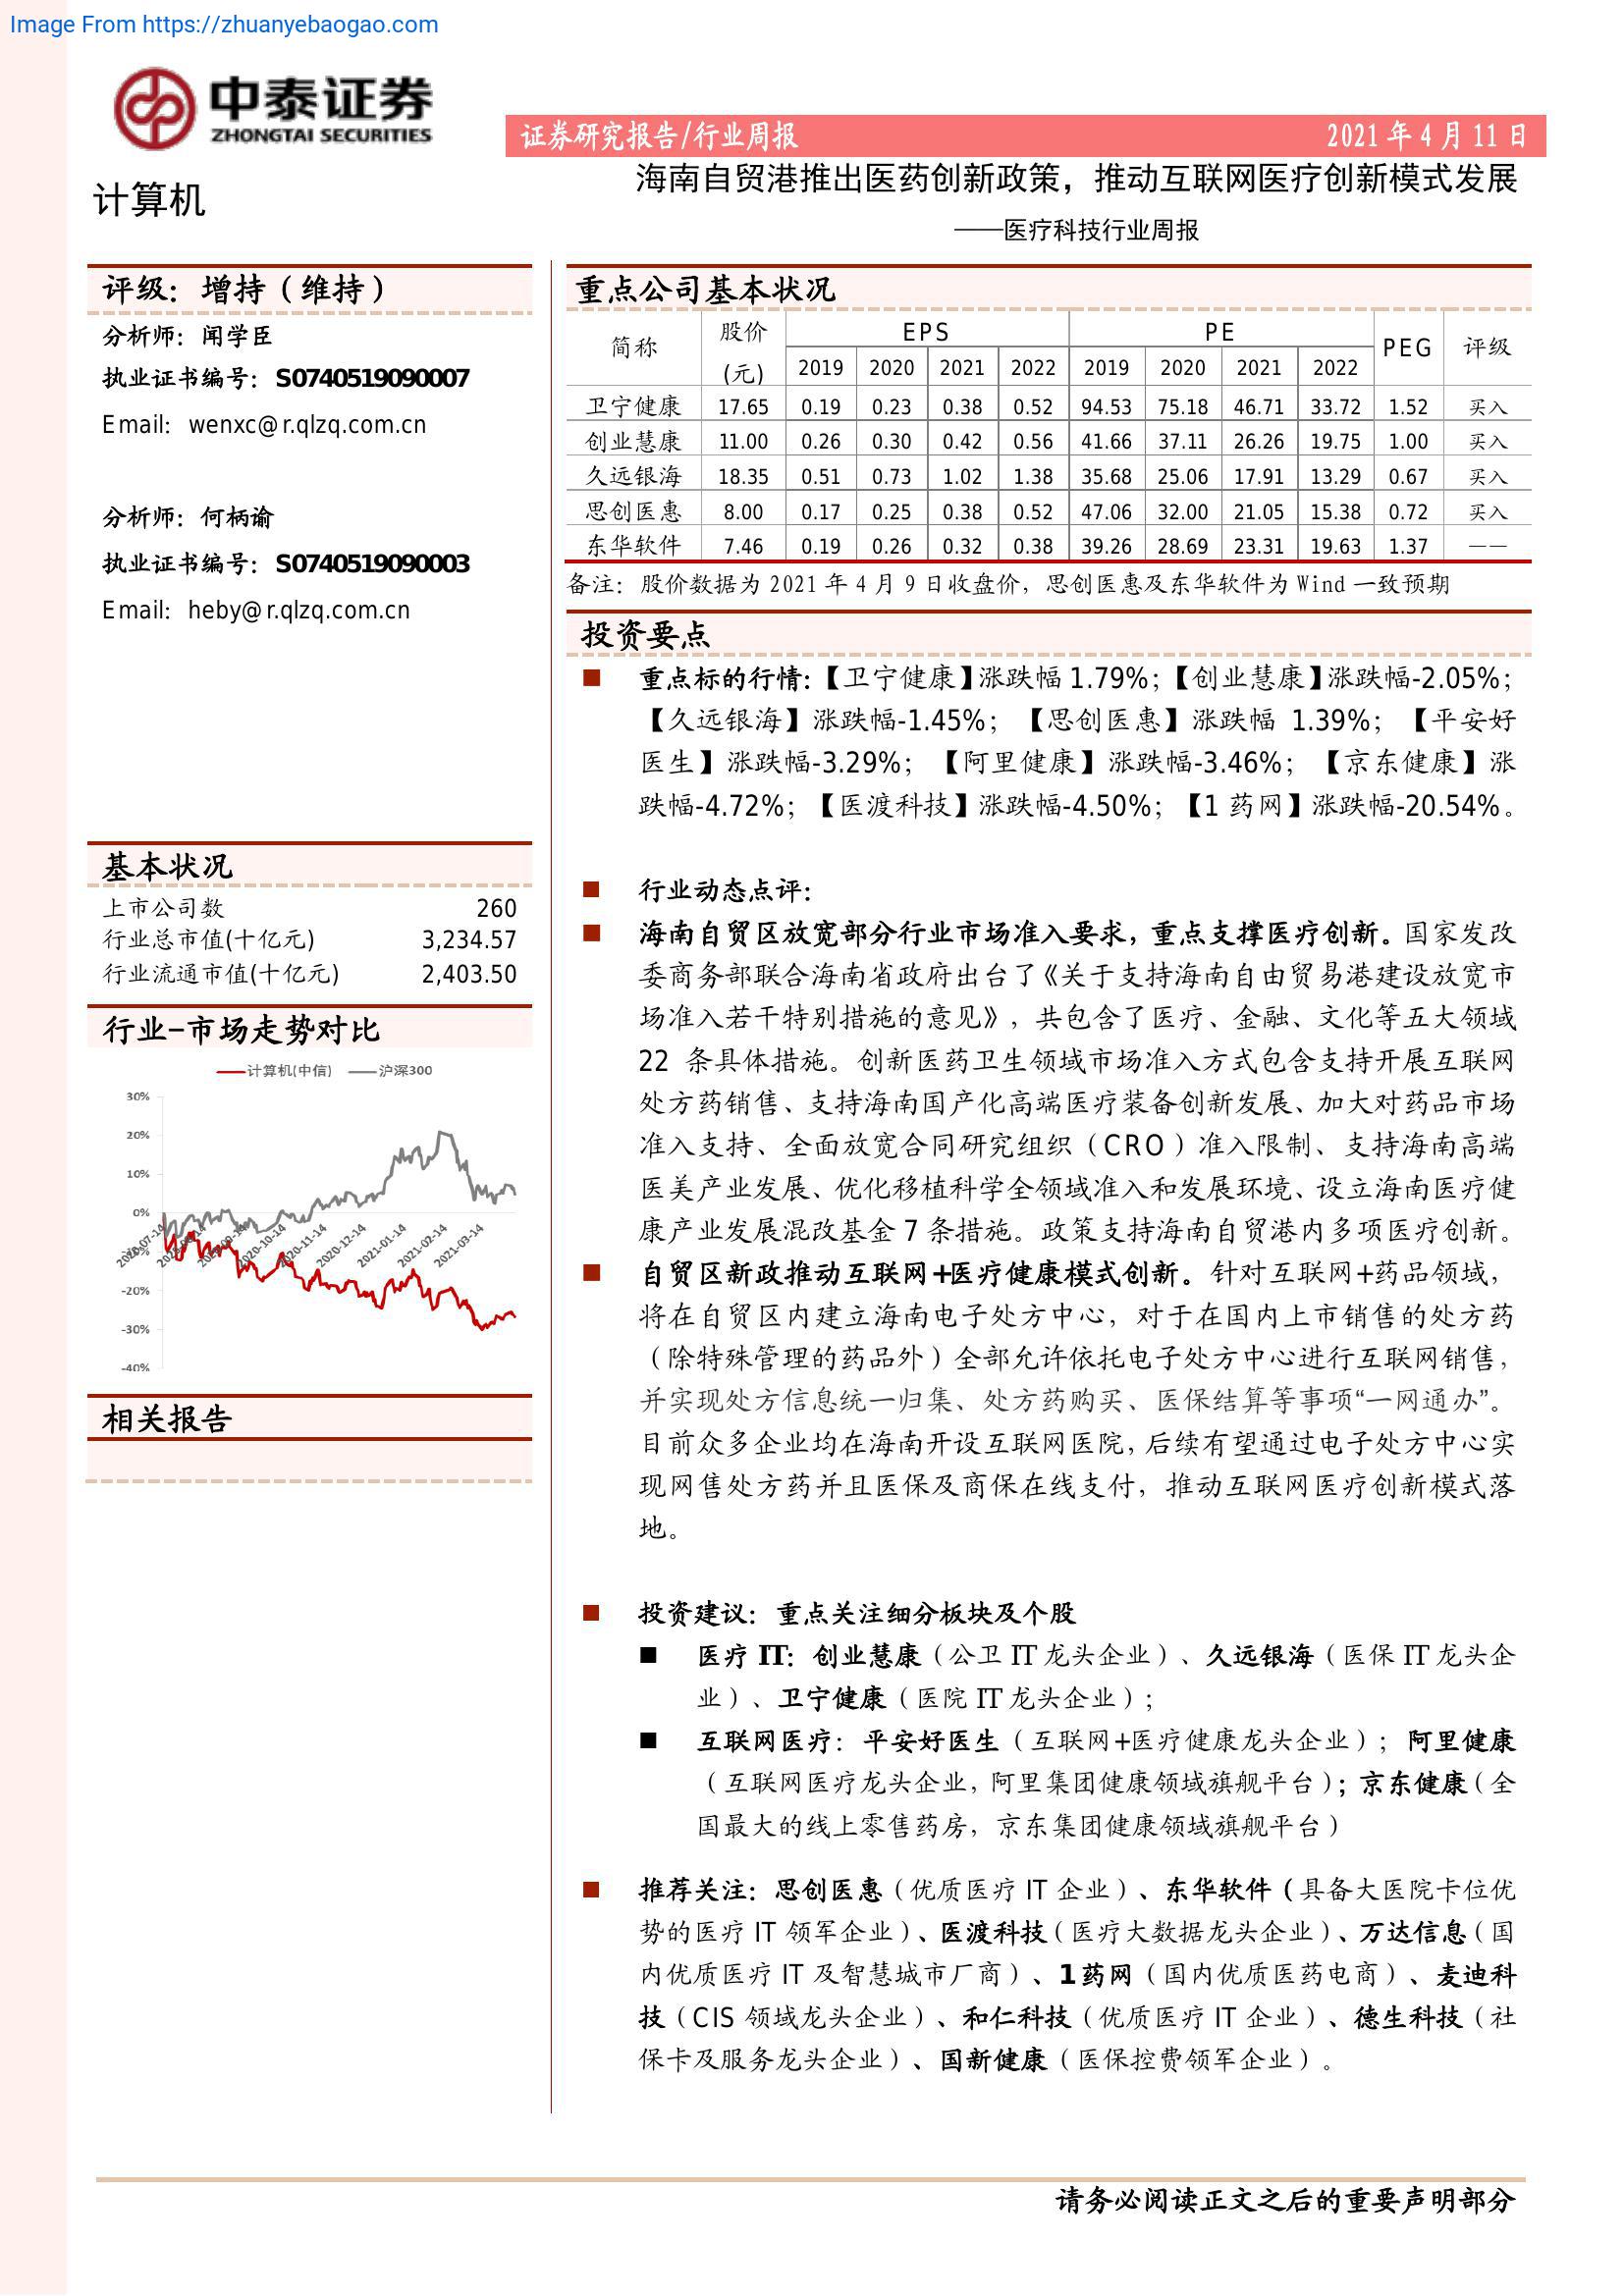 Image From https://zhuanyebaogao.com
中泰证券
ZHONGTAI SECURITIES
证券研究报告/行业周报 2021 年 4 月 11 日
计算机
海南自贸港推出医药创新政策，推动互联网医疗创新模式发展
——医疗科技行业周报
评级：增持（维持）
分析师：闻学臣
执业证书编号：S0740519090007
Email：wenxc@r.qlzq.com.cn
分析师：何柄谕
执业证书编号：S0740519090003
Email：heby@r.qlzq.com.cn
基本状况
上市公司数 260
行业总市值(十亿元) 3,234.57
行业流通市值(十亿元) 2,403.50
行业-市场走势对比
计算机(中信) 沪深300
30%
20%
10%
0%
-10%
-20%
-30%
-40%
2020-07-14 2020-10-14 2020-11-14 2020-12-14 2021-01-14 2021-02-14 2021-03-14
相关报告
重点公司基本状况
简称 股价(元) EPS PE PEG 评级
2019 2020 2021 2022 2019 2020 2021 2022
卫宁健康 17.65 0.19 0.23 0.38 0.52 94.53 75.18 46.71 33.72 1.52 买入
创业慧康 11.00 0.26 0.30 0.42 0.56 41.66 37.11 26.26 19.75 1.00 买入
久远银海 18.35 0.51 0.73 1.02 1.38 35.68 25.06 17.91 13.29 0.67 买入
思创医惠 8.00 0.17 0.25 0.38 0.52 47.06 32.00 21.05 15.38 0.72 买入
东华软件 7.46 0.19 0.26 0.32 0.38 39.26 28.69 23.31 19.63 1.37 ——
备注：股价数据为 2021 年 4 月 9 日收盘价，思创医惠及东华软件为 Wind 一致预期
投资要点
■ 重点标的行情：【卫宁健康】涨跌幅 1.79%；【创业慧康】涨跌幅-2.05%；
【久远银海】涨跌幅-1.45%；【思创医惠】涨跌幅 1.39%；【平安好
医生】涨跌幅-3.29%；【阿里健康】涨跌幅-3.46%；【京东健康】涨
跌幅-4.72%；【医渡科技】涨跌幅-4.50%；【1 药网】涨跌幅-20.54%。
■ 行业动态点评：
■ 海南自贸区放宽部分行业市场准入要求，重点支撑医疗创新。国家发改
委商务部联合海南省政府出台了《关于支持海南自由贸易港建设放宽市
场准入若干特别措施的意见》，共包含了医疗、金融、文化等五大领域
22 条具体措施。创新医药卫生领域市场准入方式包含支持开展互联网
处方药销售、支持海南国产化高端医疗装备创新发展、加大对药品市场
准入支持、全面放宽合同研究组织（CRO）准入限制、支持海南高端
医美产业发展、优化移植科学全领域准入和发展环境、设立海南医疗健
康产业发展混改基金 7 条措施。政策支持海南自贸港内多项医疗创新。
■ 自贸区新政推动互联网+医疗健康模式创新。针对互联网+药品领域，
将在自贸区内建立海南电子处方中心，对于在国内上市销售的处方药
（除特殊管理的药品外）全部允许依托电子处方中心进行互联网销售，
并实现处方信息统一归集、处方药购买、医保结算等事项“一网通办”。
目前众多企业均在海南开设互联网医院，后续有望通过电子处方中心实
现网售处方药并且医保及商保在线支付，推动互联网医疗创新模式落
地。
■ 投资建议：重点关注细分板块及个股
■ 医疗 IT：创业慧康（公卫 IT 龙头企业）、久远银海（医保 IT 龙头企
业）、卫宁健康（医院 IT 龙头企业）；
■ 互联网医疗：平安好医生（互联网+医疗健康龙头企业）；阿里健康
（互联网医疗龙头企业，阿里集团健康领域旗舰平台）；京东健康（全
国最大的线上零售药房，京东集团健康领域旗舰平台）
■ 推荐关注：思创医惠（优质医疗 IT 企业）、东华软件（具备大医院卡位优
势的医疗 IT 领军企业）、医渡科技（医疗大数据龙头企业）、万达信息（国
内优质医疗 IT 及智慧城市厂商）、1药网（国内优质医药电商）、麦迪科
技（CIS 领域龙头企业）、和仁科技（优质医疗 IT 企业）、德生科技（社
保卡及服务龙头企业）、国新健康（医保控费领军企业）。
请务必阅读正文之后的重要声明部分